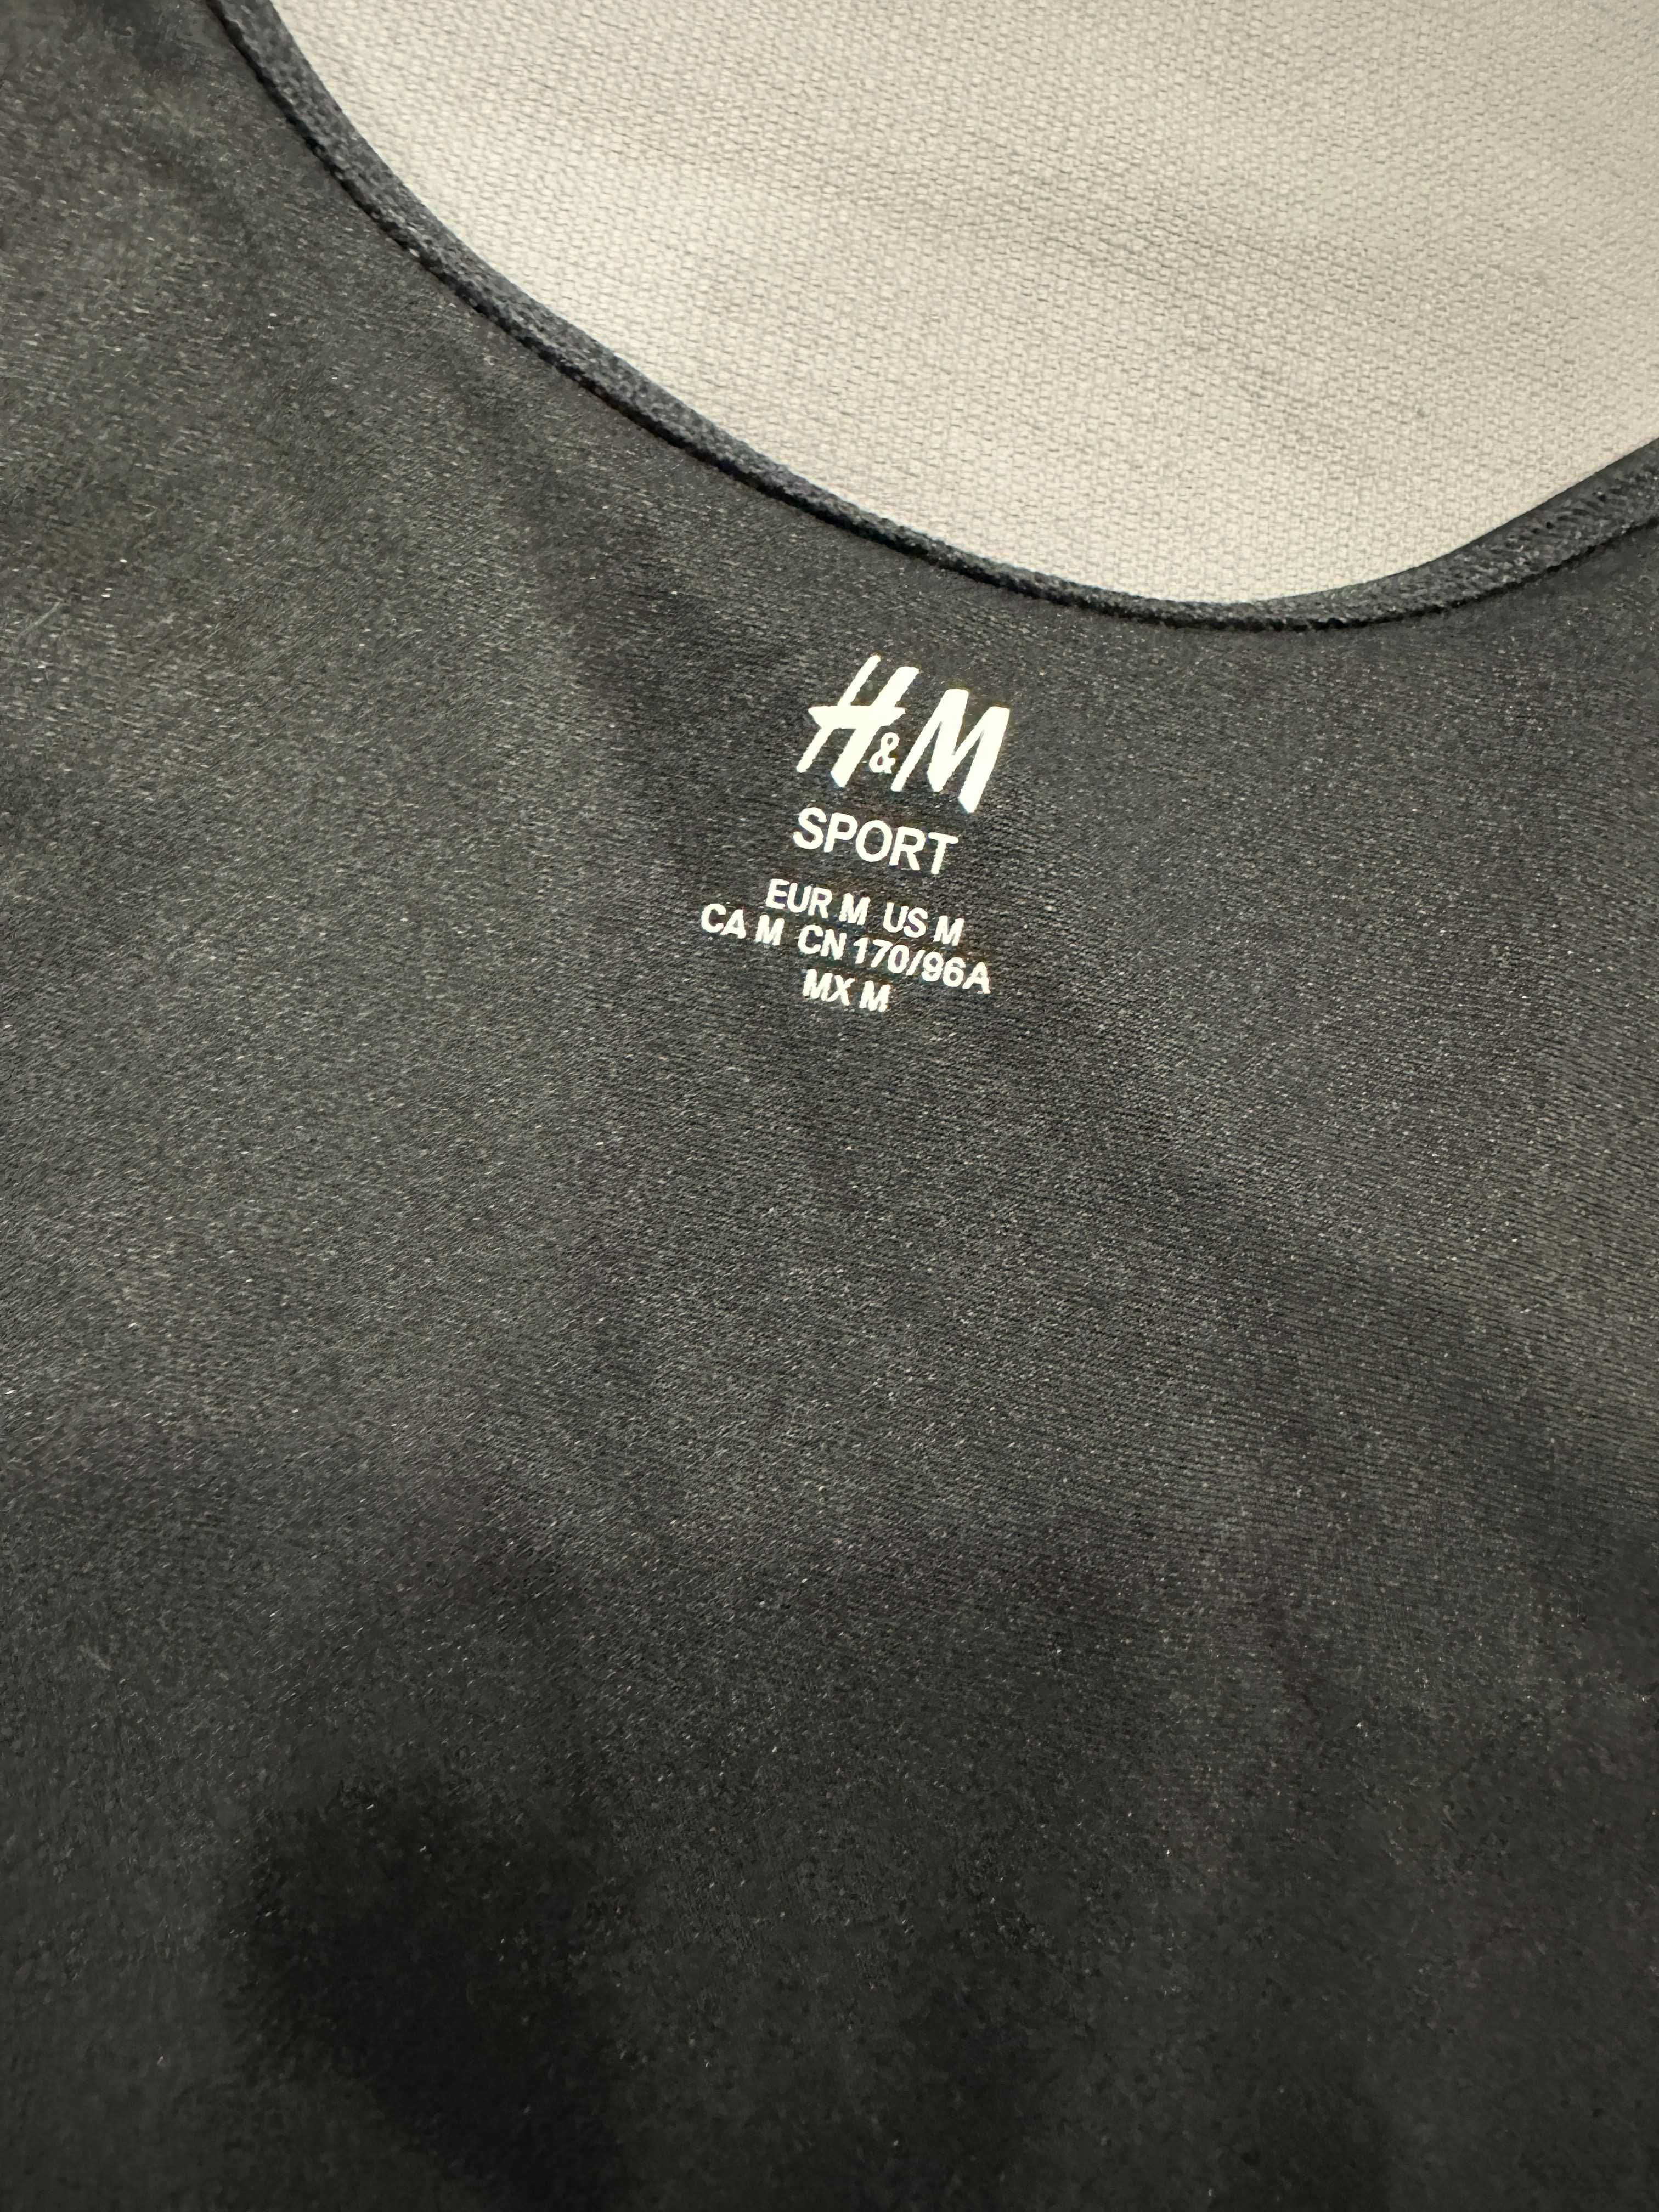 H&M
SPORT
EUR M US M
CA M CN 170/96A
MX M